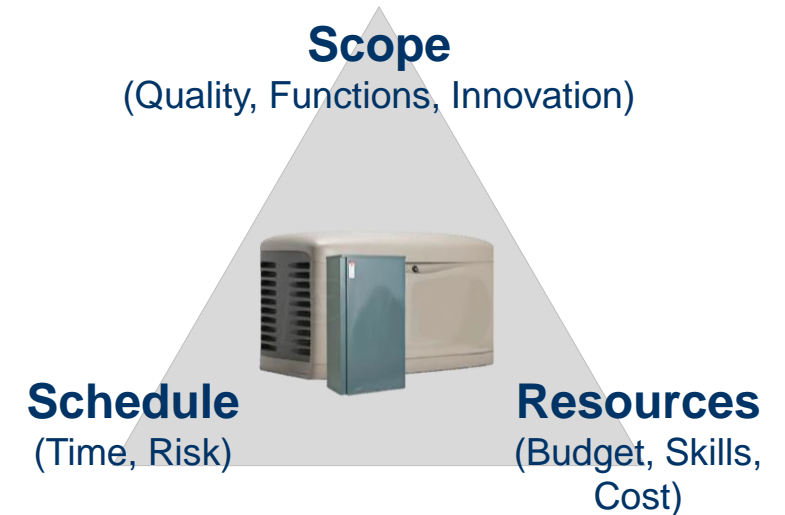 Scope
(Quality, Functions, Innovation)
Schedule
(Time, Risk)
Resources
(Budget, Skills,
Cost)